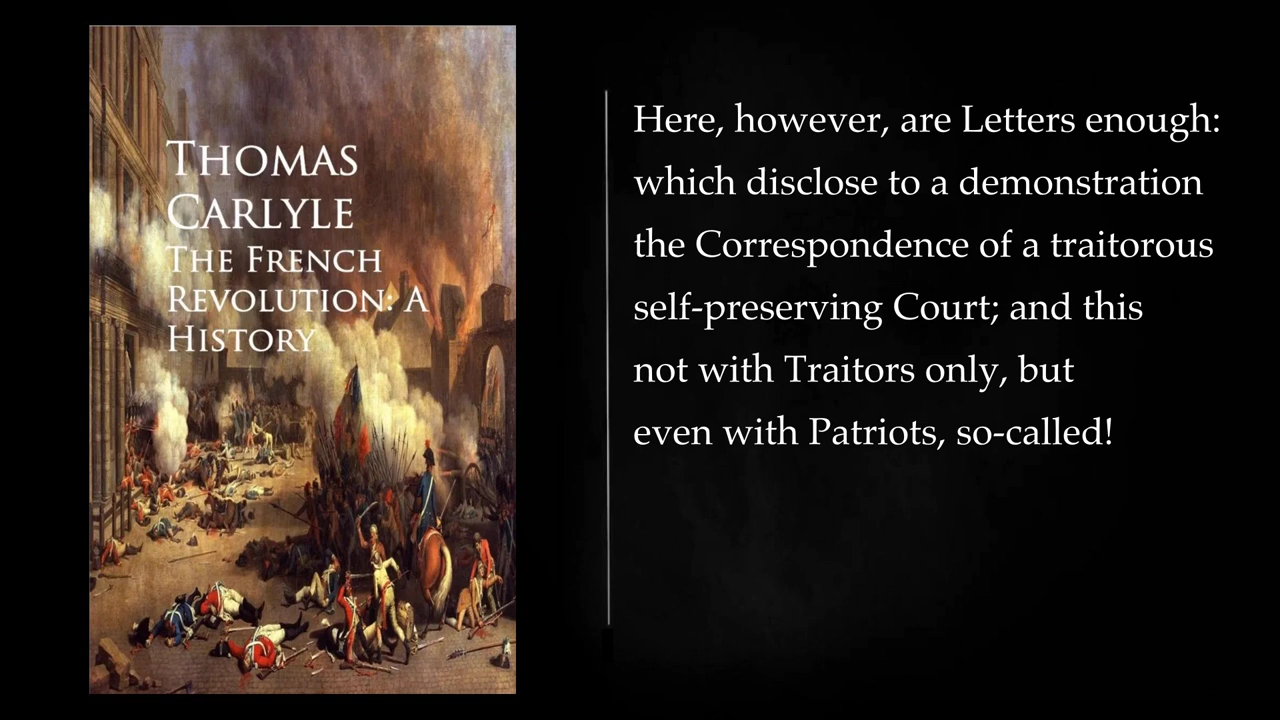 THOMAS
CARLYLE
THE FRENCH
REVOLUTION: A
HISTORY
Here, however, are Letters enough:
which disclose to a demonstration
the Correspondence of a traitorous
self-preserving Court; and this
not with Traitors only, but
even with Patriots, so-called!